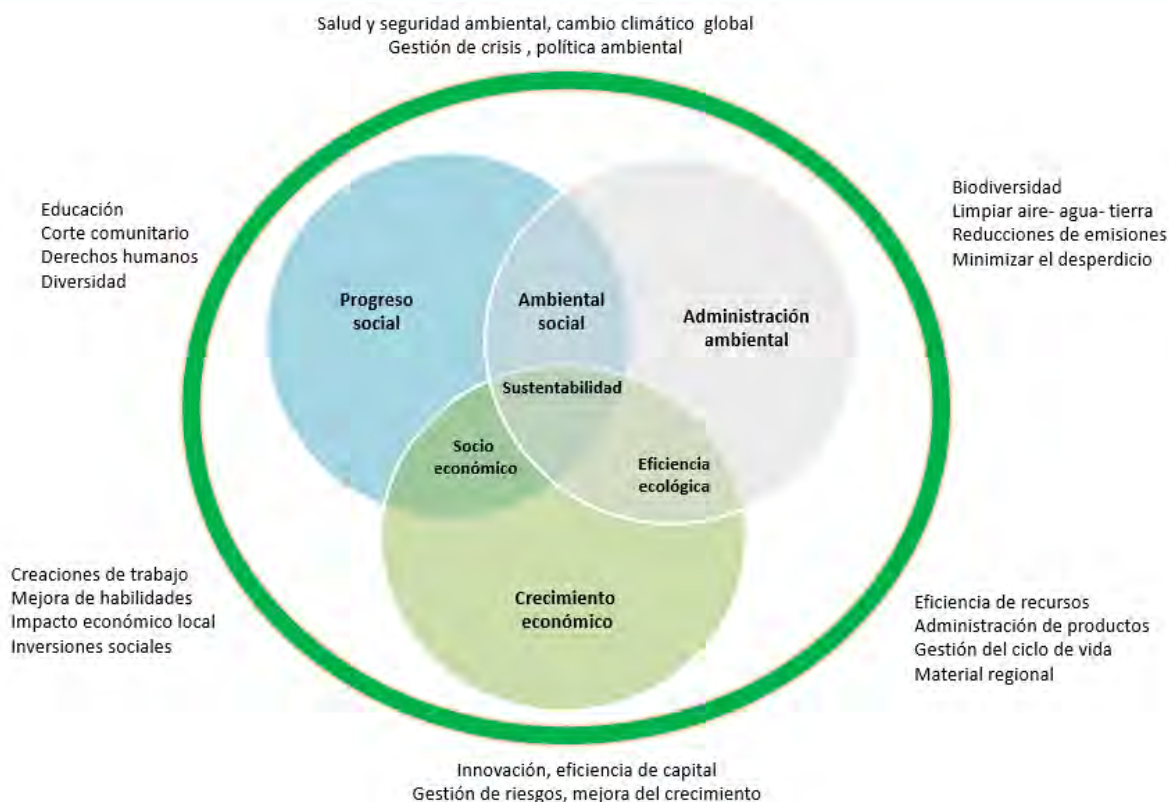 Salud y seguridad ambiental, cambio climático global
Gestión de crisis , política ambiental
Educación
Corte comunitario
Derechos humanos
Diversidad
Biodiversidad
Limpiar aire- agua- tierra
Reducciones de emisiones
Minimizar el desperdicio
Progreso
social
Ambiental
social
Administración
ambiental
Sustentabilidad
Socio
económico
Eficiencia
ecológica
Crecimiento
económico
Creaciones de trabajo
Mejora de habilidades
Impacto económico local
Inversiones sociales
Eficiencia de recursos
Administración de productos
Gestión del ciclo de vida
Material regional
Innovación, eficiencia de capital
Gestión de riesgos, mejora del crecimiento